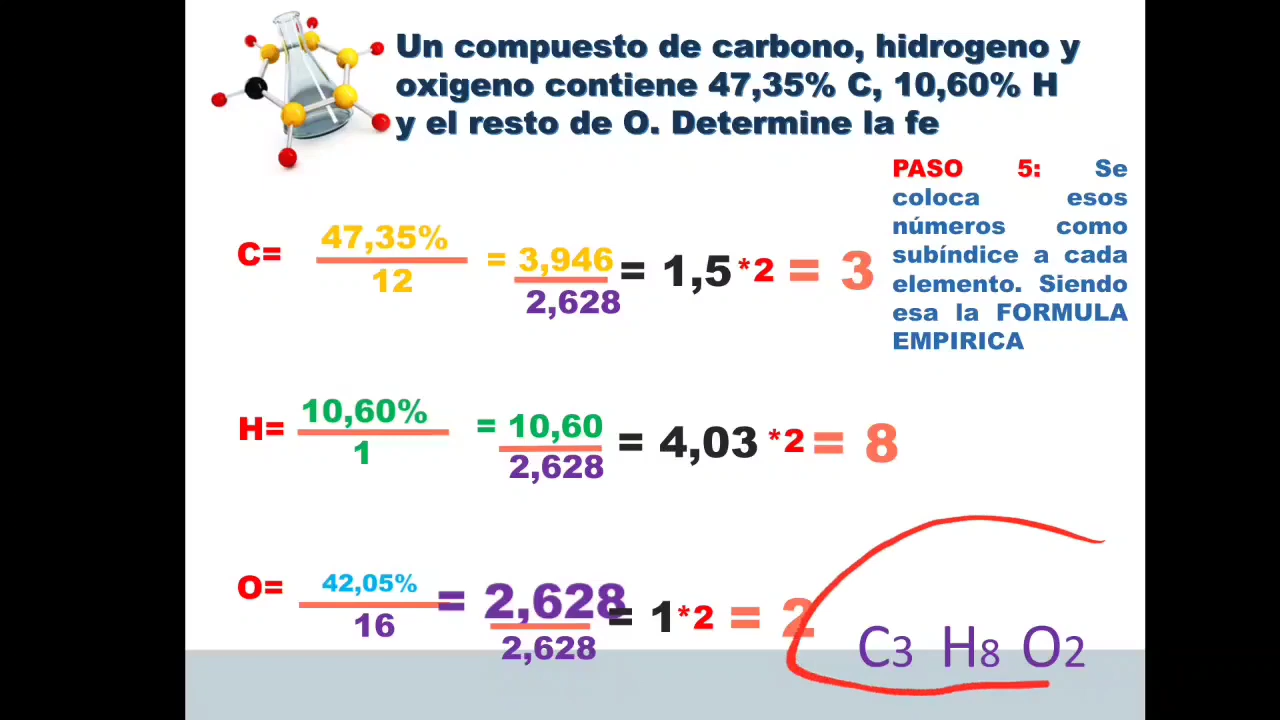 Un compuesto de carbono, hidrogeno y
oxigeno contiene 47,35% C, 10,60% H
y el resto de O. Determine la fe
PASO 5: Se
coloca esos
números como
subíndice a cada
elemento. Siendo
esa la FORMULA
EMPIRICA
C= 47,35% / 12 = 3,946 / 2,628 = 1,5 *2 = 3
H= 10,60% / 1 = 10,60 / 2,628 = 4,03 *2 = 8
O= 42,05% / 16 = 2,628 / 2,628 = 1 *2 = 2
C3 H8 O2